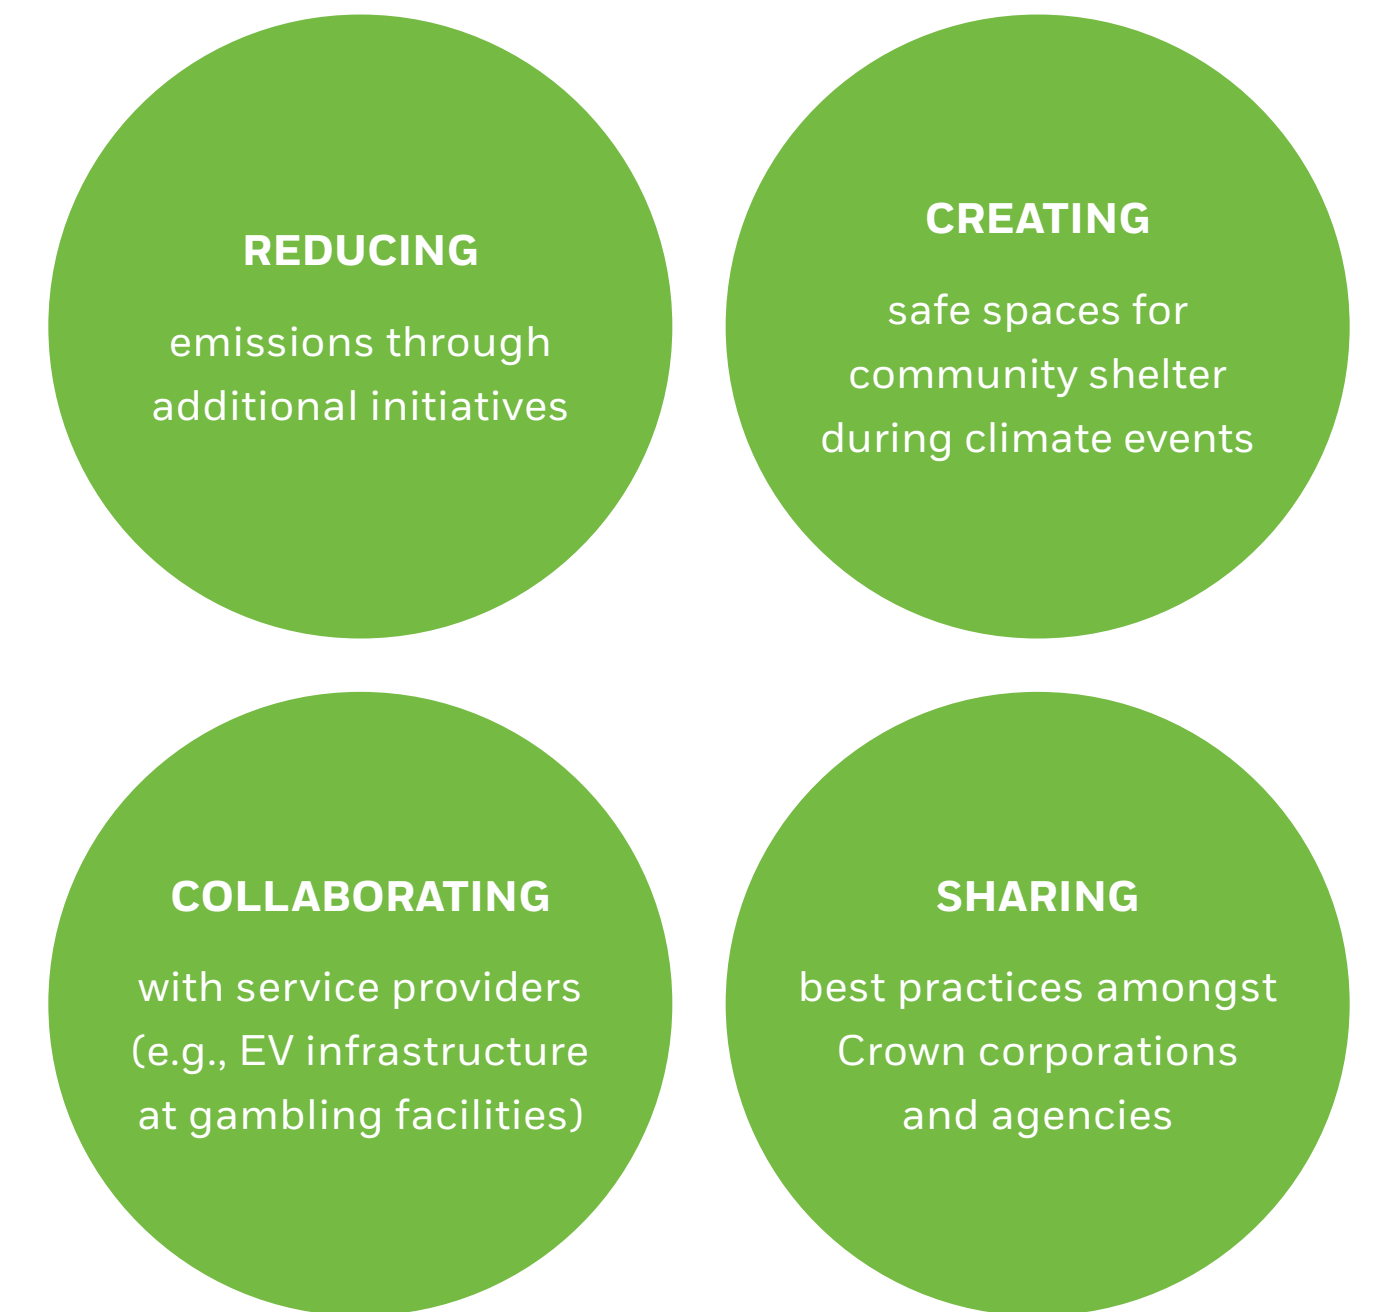 REDUCING
emissions through
additional initiatives
CREATING
safe spaces for
community shelter
during climate events
COLLABORATING
with service providers
(e.g., EV infrastructure
at gambling facilities)
SHARING
best practices amongst
Crown corporations
and agencies